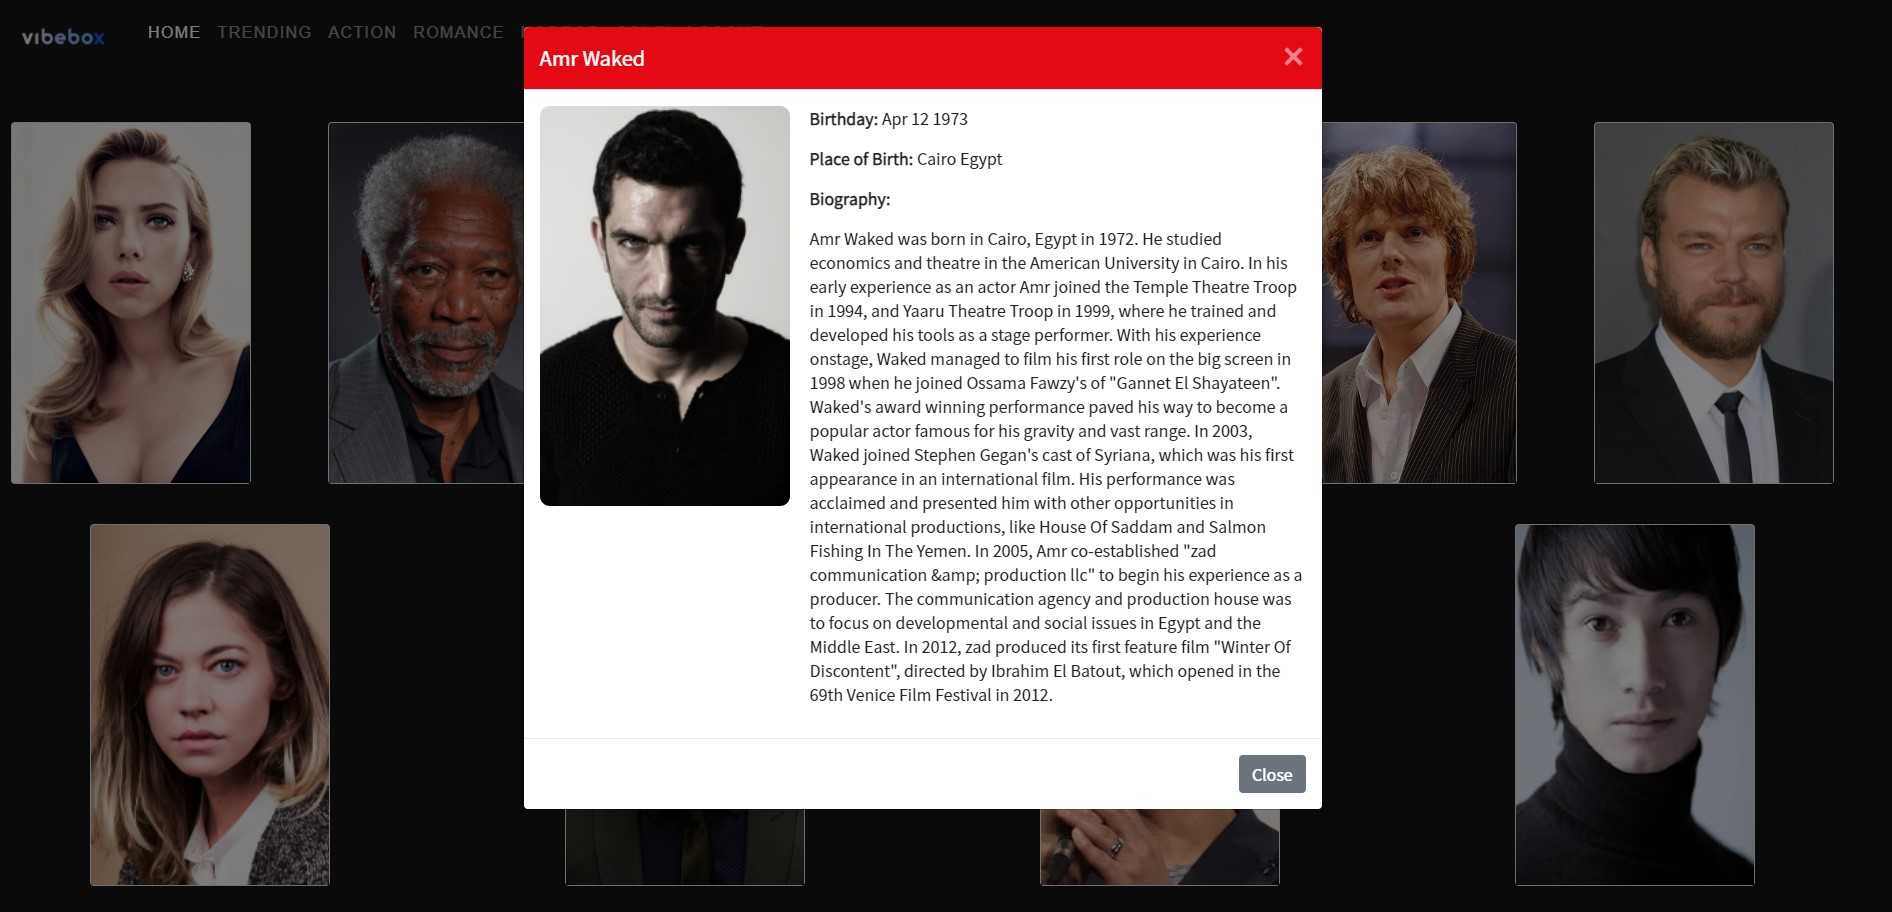 vibebox
HOME TRENDING ACTION ROMANCE
Amr Waked
Birthday: Apr 12 1973
Place of Birth: Cairo Egypt
Biography:
Amr Waked was born in Cairo, Egypt in 1972. He studied
economics and theatre in the American University in Cairo. In his
early experience as an actor Amr joined the Temple Theatre Troop
in 1994, and Yaaru Theatre Troop in 1999, where he trained and
developed his tools as a stage performer. With his experience
onstage, Waked managed to film his first role on the big screen in
1998 when he joined Ossama Fawzy's of "Gannet El Shayateen".
Waked's award winning performance paved his way to become a
popular actor famous for his gravity and vast range. In 2003,
Waked joined Stephen Gegan's cast of Syriana, which was his first
appearance in an international film. His performance was
acclaimed and presented him with other opportunities in
international productions, like House Of Saddam and Salmon
Fishing In The Yemen. In 2005, Amr co-established "zad
communication &amp; production llc" to begin his experience as a
producer. The communication agency and production house was
to focus on developmental and social issues in Egypt and the
Middle East. In 2012, zad produced its first feature film "Winter Of
Discontent", directed by Ibrahim El Batout, which opened in the
69th Venice Film Festival in 2012.
Close